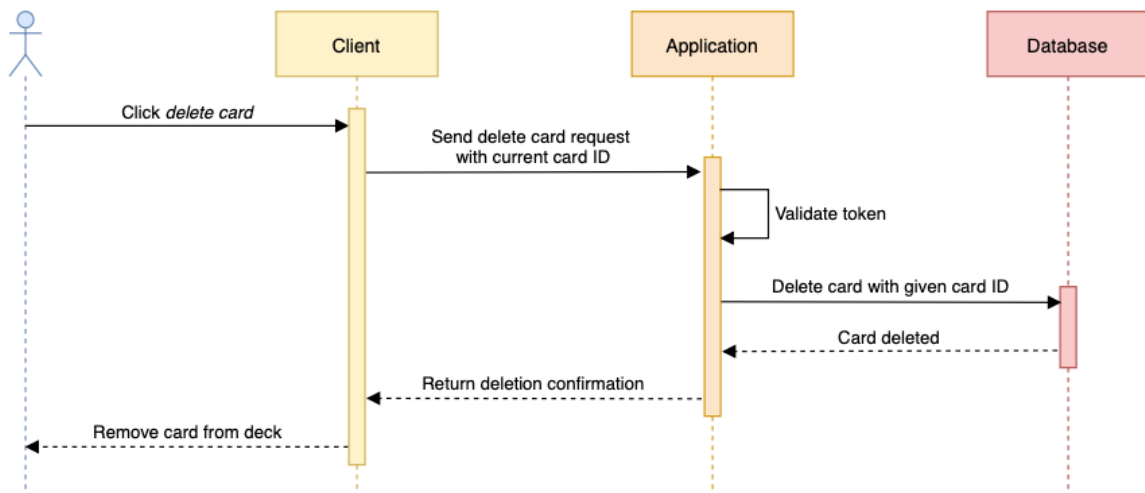 Client
Application
Database
Click delete card
Send delete card request
with current card ID
Validate token
Delete card with given card ID
Card deleted
Return deletion confirmation
Remove card from deck